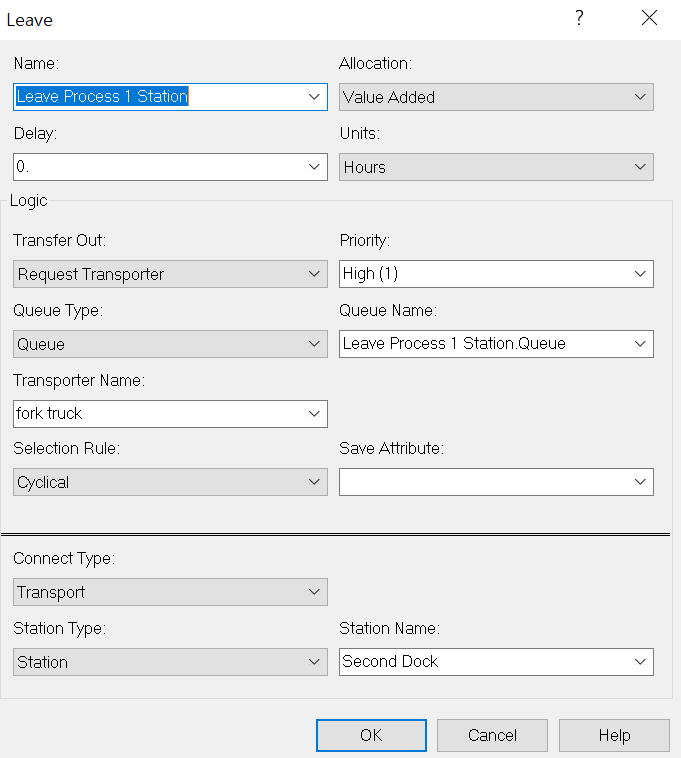 Leave ?
Name: Allocation:
Leave Process 1 Station Value Added
Delay: Units:
0. Hours
Logic
Transfer Out: Priority:
Request Transporter High (1)
Queue Type: Queue Name:
Queue Leave Process 1 Station.Queue
Transporter Name:
fork truck
Selection Rule: Save Attribute:
Cyclical
Connect Type:
Transport
Station Type: Station Name:
Station Second Dock
OK Cancel Help